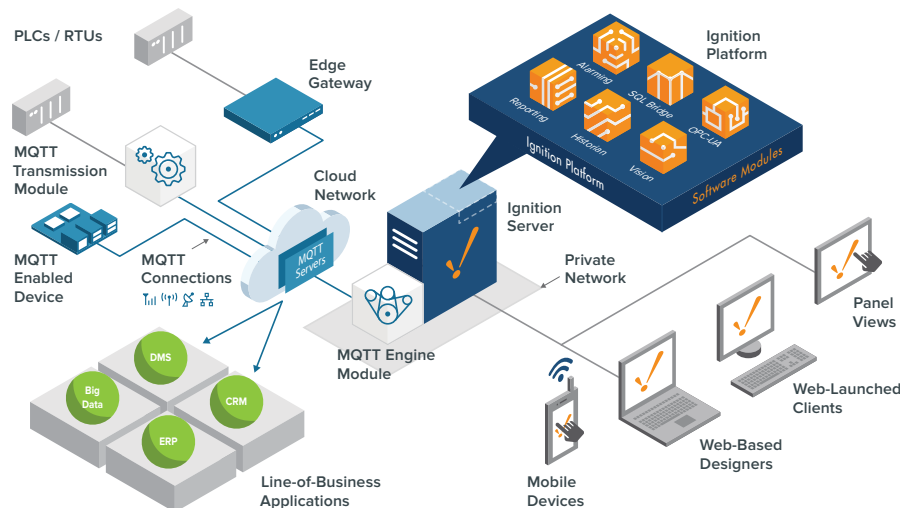 PLCs / RTUs
Edge
Gateway
MQTT
Transmission
Module
MQTT
Enabled
Device
MQTT
Connections
Cloud
Network
MQTT
Servers
Ignition
Platform
Alarming
SQL Bridge
OPC-UA
Reporting
Historian
Vision
Ignition Platform
Software Modules
Ignition
Server
Private
Network
MQTT Engine
Module
Panel
Views
Web-Launched
Clients
Web-Based
Designers
Mobile
Devices
DMS
Big
Data
CRM
ERP
Line-of-Business
Applications